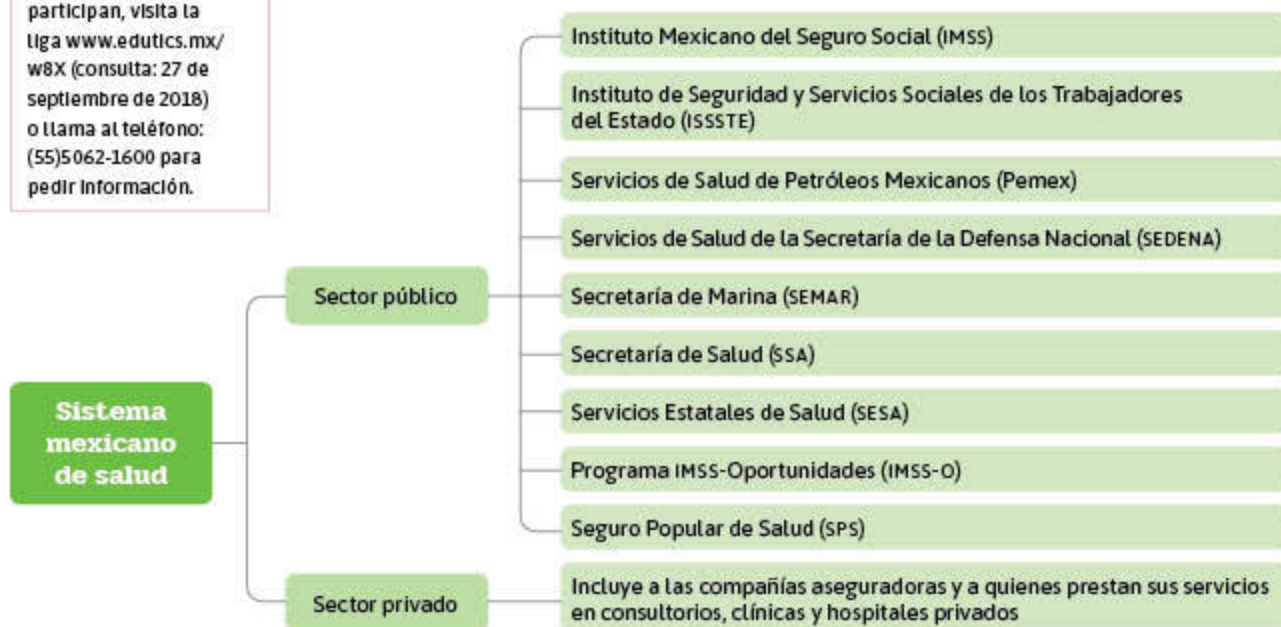 participan, visita la
liga www.edutics.mx/
w8X (consulta: 27 de
septiembre de 2018)
o llama al teléfono:
(55)5062-1600 para
pedir información.
Sistema
mexicano
de salud
Sector público
Instituto Mexicano del Seguro Social (IMSS)
Instituto de Seguridad y Servicios Sociales de los Trabajadores
del Estado (ISSSTE)
Servicios de Salud de Petróleos Mexicanos (Pemex)
Servicios de Salud de la Secretaría de la Defensa Nacional (SEDENA)
Secretaría de Marina (SEMAR)
Secretaría de Salud (SSA)
Servicios Estatales de Salud (SESA)
Programa IMSS-Oportunidades (IMSS-O)
Seguro Popular de Salud (SPS)
Sector privado
Incluye a las compañías aseguradoras y a quienes prestan sus servicios
en consultorios, clínicas y hospitales privados